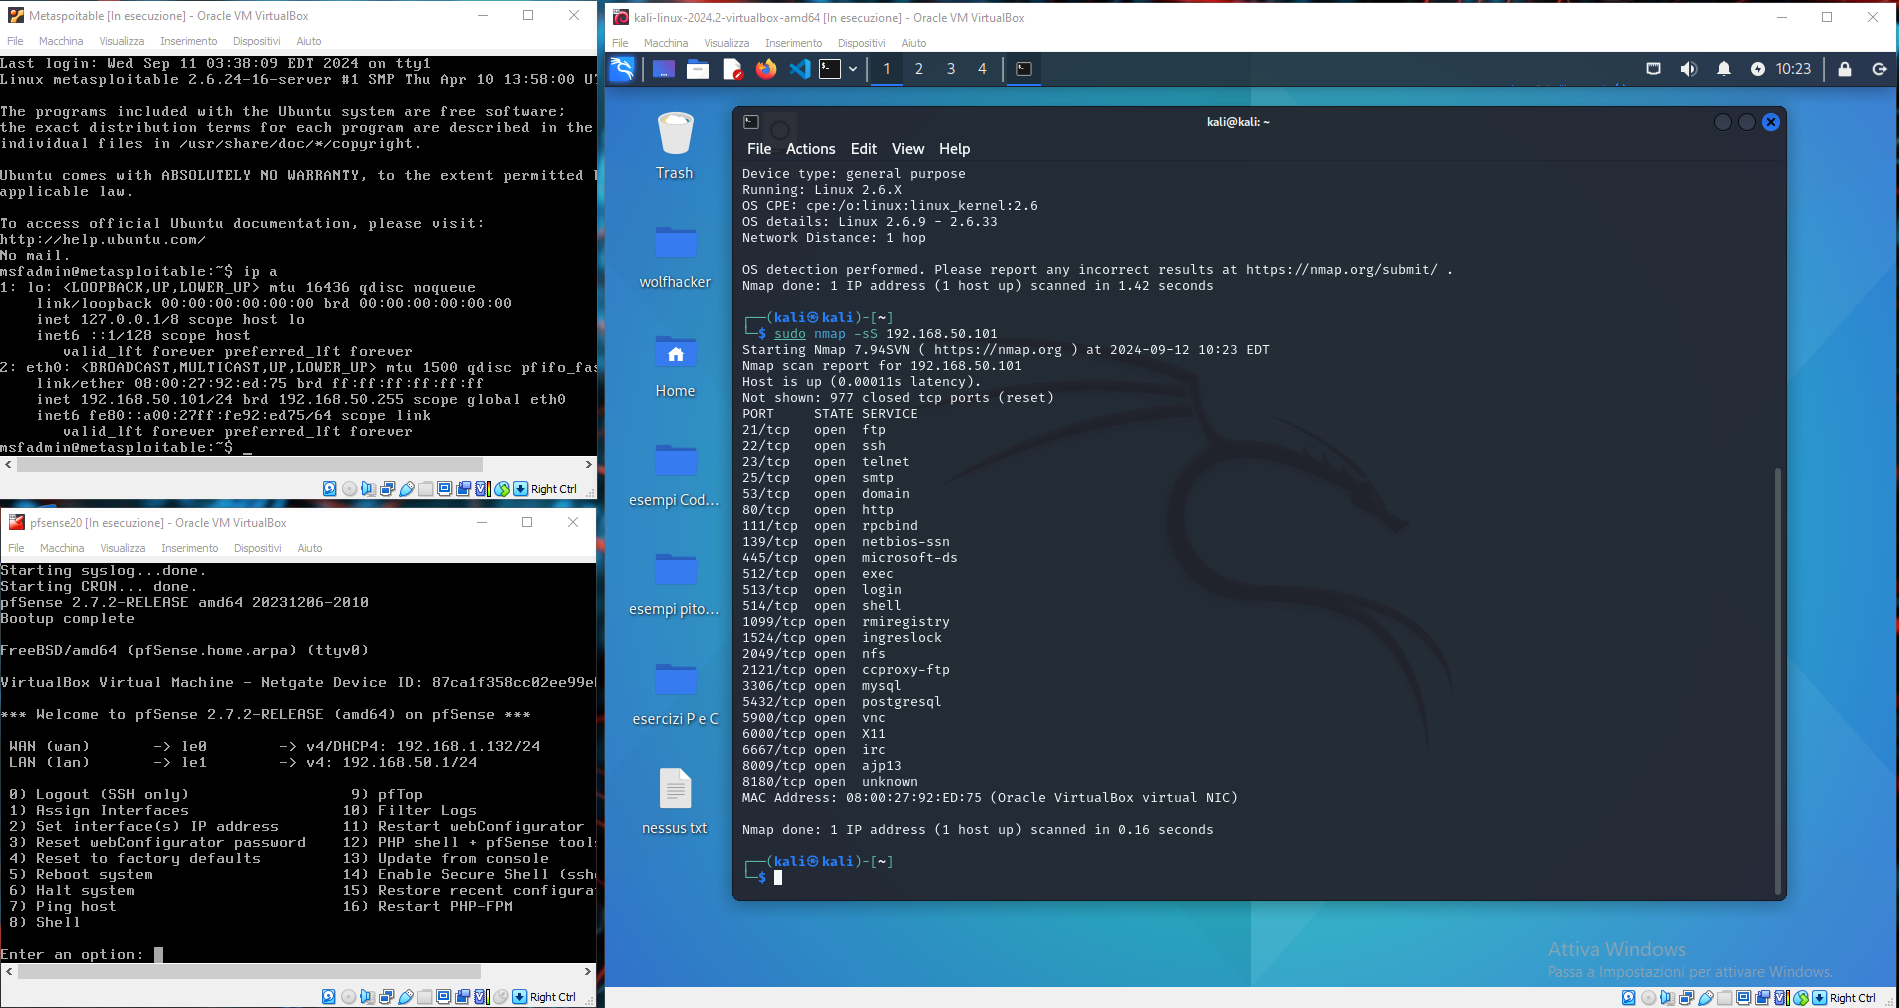 Metaspoitable [In esecuzione] - Oracle VM VirtualBox
File Macchina Visualizza Inserimento Dispositivi Aiuto
Last login: Wed Sep 11 03:38:09 EDT 2024 on tty1
Linux metasploitable 2.6.24-16-server #1 SMP Thu Apr 10 13:58:00 UT
The programs included with the Ubuntu system are free software;
the exact distribution terms for each program are described in the
individual files in /usr/share/doc/*/copyright.
Ubuntu comes with ABSOLUTELY NO WARRANTY, to the extent permitted
applicable law.
To access official Ubuntu documentation, please visit:
http://help.ubuntu.com/
No mail.
msfadmin@metasploitable:~$ ip a
1: lo: <LOOPBACK,UP,LOWER_UP> mtu 16436 qdisc noqueue
link/loopback 00:00:00:00:00:00 brd 00:00:00:00:00:00
inet 127.0.0.1/8 scope host lo
inet6 ::1/128 scope host
valid_lft forever preferred_lft forever
2: eth0: <BROADCAST,MULTICAST,UP,LOWER_UP> mtu 1500 qdisc pfifo_fas
link/ether 08:00:27:92:ed:75 brd ff:ff:ff:ff:ff:ff
inet 192.168.50.101/24 brd 192.168.50.255 scope global eth0
inet6 fe80::a00:27ff:fe92:ed75/64 scope link
valid_lft forever preferred_lft forever
msfadmin@metasploitable:~$ _
Right Ctrl
pfsense20 [In esecuzione] - Oracle VM VirtualBox
File Macchina Visualizza Inserimento Dispositivi Aiuto
Starting syslog...done.
Starting CRON... done.
pfSense 2.7.2-RELEASE amd64 20231206-2010
Bootup complete
FreeBSD/amd64 (pfSense.home.arpa) (ttyv0)
VirtualBox Virtual Machine - Netgate Device ID: 87ca1f358cc02ee99e
*** Welcome to pfSense 2.7.2-RELEASE (amd64) on pfSense ***
WAN (wan) -> le0 -> v4/DHCP4: 192.168.1.132/24
LAN (lan) -> le1 -> v4: 192.168.50.1/24
0) Logout (SSH only) 9) pfTop
1) Assign Interfaces 10) Filter Logs
2) Set interface(s) IP address 11) Restart webConfigurator
3) Reset webConfigurator password 12) PHP shell + pfSense tools
4) Reset to factory defaults 13) Update from console
5) Reboot system 14) Enable Secure Shell (ssh
6) Halt system 15) Restore recent configura
7) Ping host 16) Restart PHP-FPM
8) Shell
Enter an option:
Right Ctrl
kali-linux-2024.2-virtualbox-amd64 [In esecuzione] - Oracle VM VirtualBox
File Macchina Visualizza Inserimento Dispositivi Aiuto
1 2 3 4 10:23
Trash
wolfhacker
Home
esempi Cod...
esempi pito...
esercizi P e C
nessus txt
kali@kali: ~
File Actions Edit View Help
Device type: general purpose
Running: Linux 2.6.X
OS CPE: cpe:/o:linux:linux_kernel:2.6
OS details: Linux 2.6.9 - 2.6.33
Network Distance: 1 hop
OS detection performed. Please report any incorrect results at https://nmap.org/submit/ .
Nmap done: 1 IP address (1 host up) scanned in 1.42 seconds
┌──(kali㉿kali)-[~]
└─$ sudo nmap -sS 192.168.50.101
Starting Nmap 7.94SVN ( https://nmap.org ) at 2024-09-12 10:23 EDT
Nmap scan report for 192.168.50.101
Host is up (0.00011s latency).
Not shown: 977 closed tcp ports (reset)
PORT STATE SERVICE
21/tcp open ftp
22/tcp open ssh
23/tcp open telnet
25/tcp open smtp
53/tcp open domain
80/tcp open http
111/tcp open rpcbind
139/tcp open netbios-ssn
445/tcp open microsoft-ds
512/tcp open exec
513/tcp open login
514/tcp open shell
1099/tcp open rmiregistry
1524/tcp open ingreslock
2049/tcp open nfs
2121/tcp open ccproxy-ftp
3306/tcp open mysql
5432/tcp open postgresql
5900/tcp open vnc
6000/tcp open X11
6667/tcp open irc
8009/tcp open ajp13
8180/tcp open unknown
MAC Address: 08:00:27:92:ED:75 (Oracle VirtualBox virtual NIC)
Nmap done: 1 IP address (1 host up) scanned in 0.16 seconds
┌──(kali㉿kali)-[~]
└─$
Attiva Windows
Passa a Impostazioni per attivare Windows.
Right Ctrl